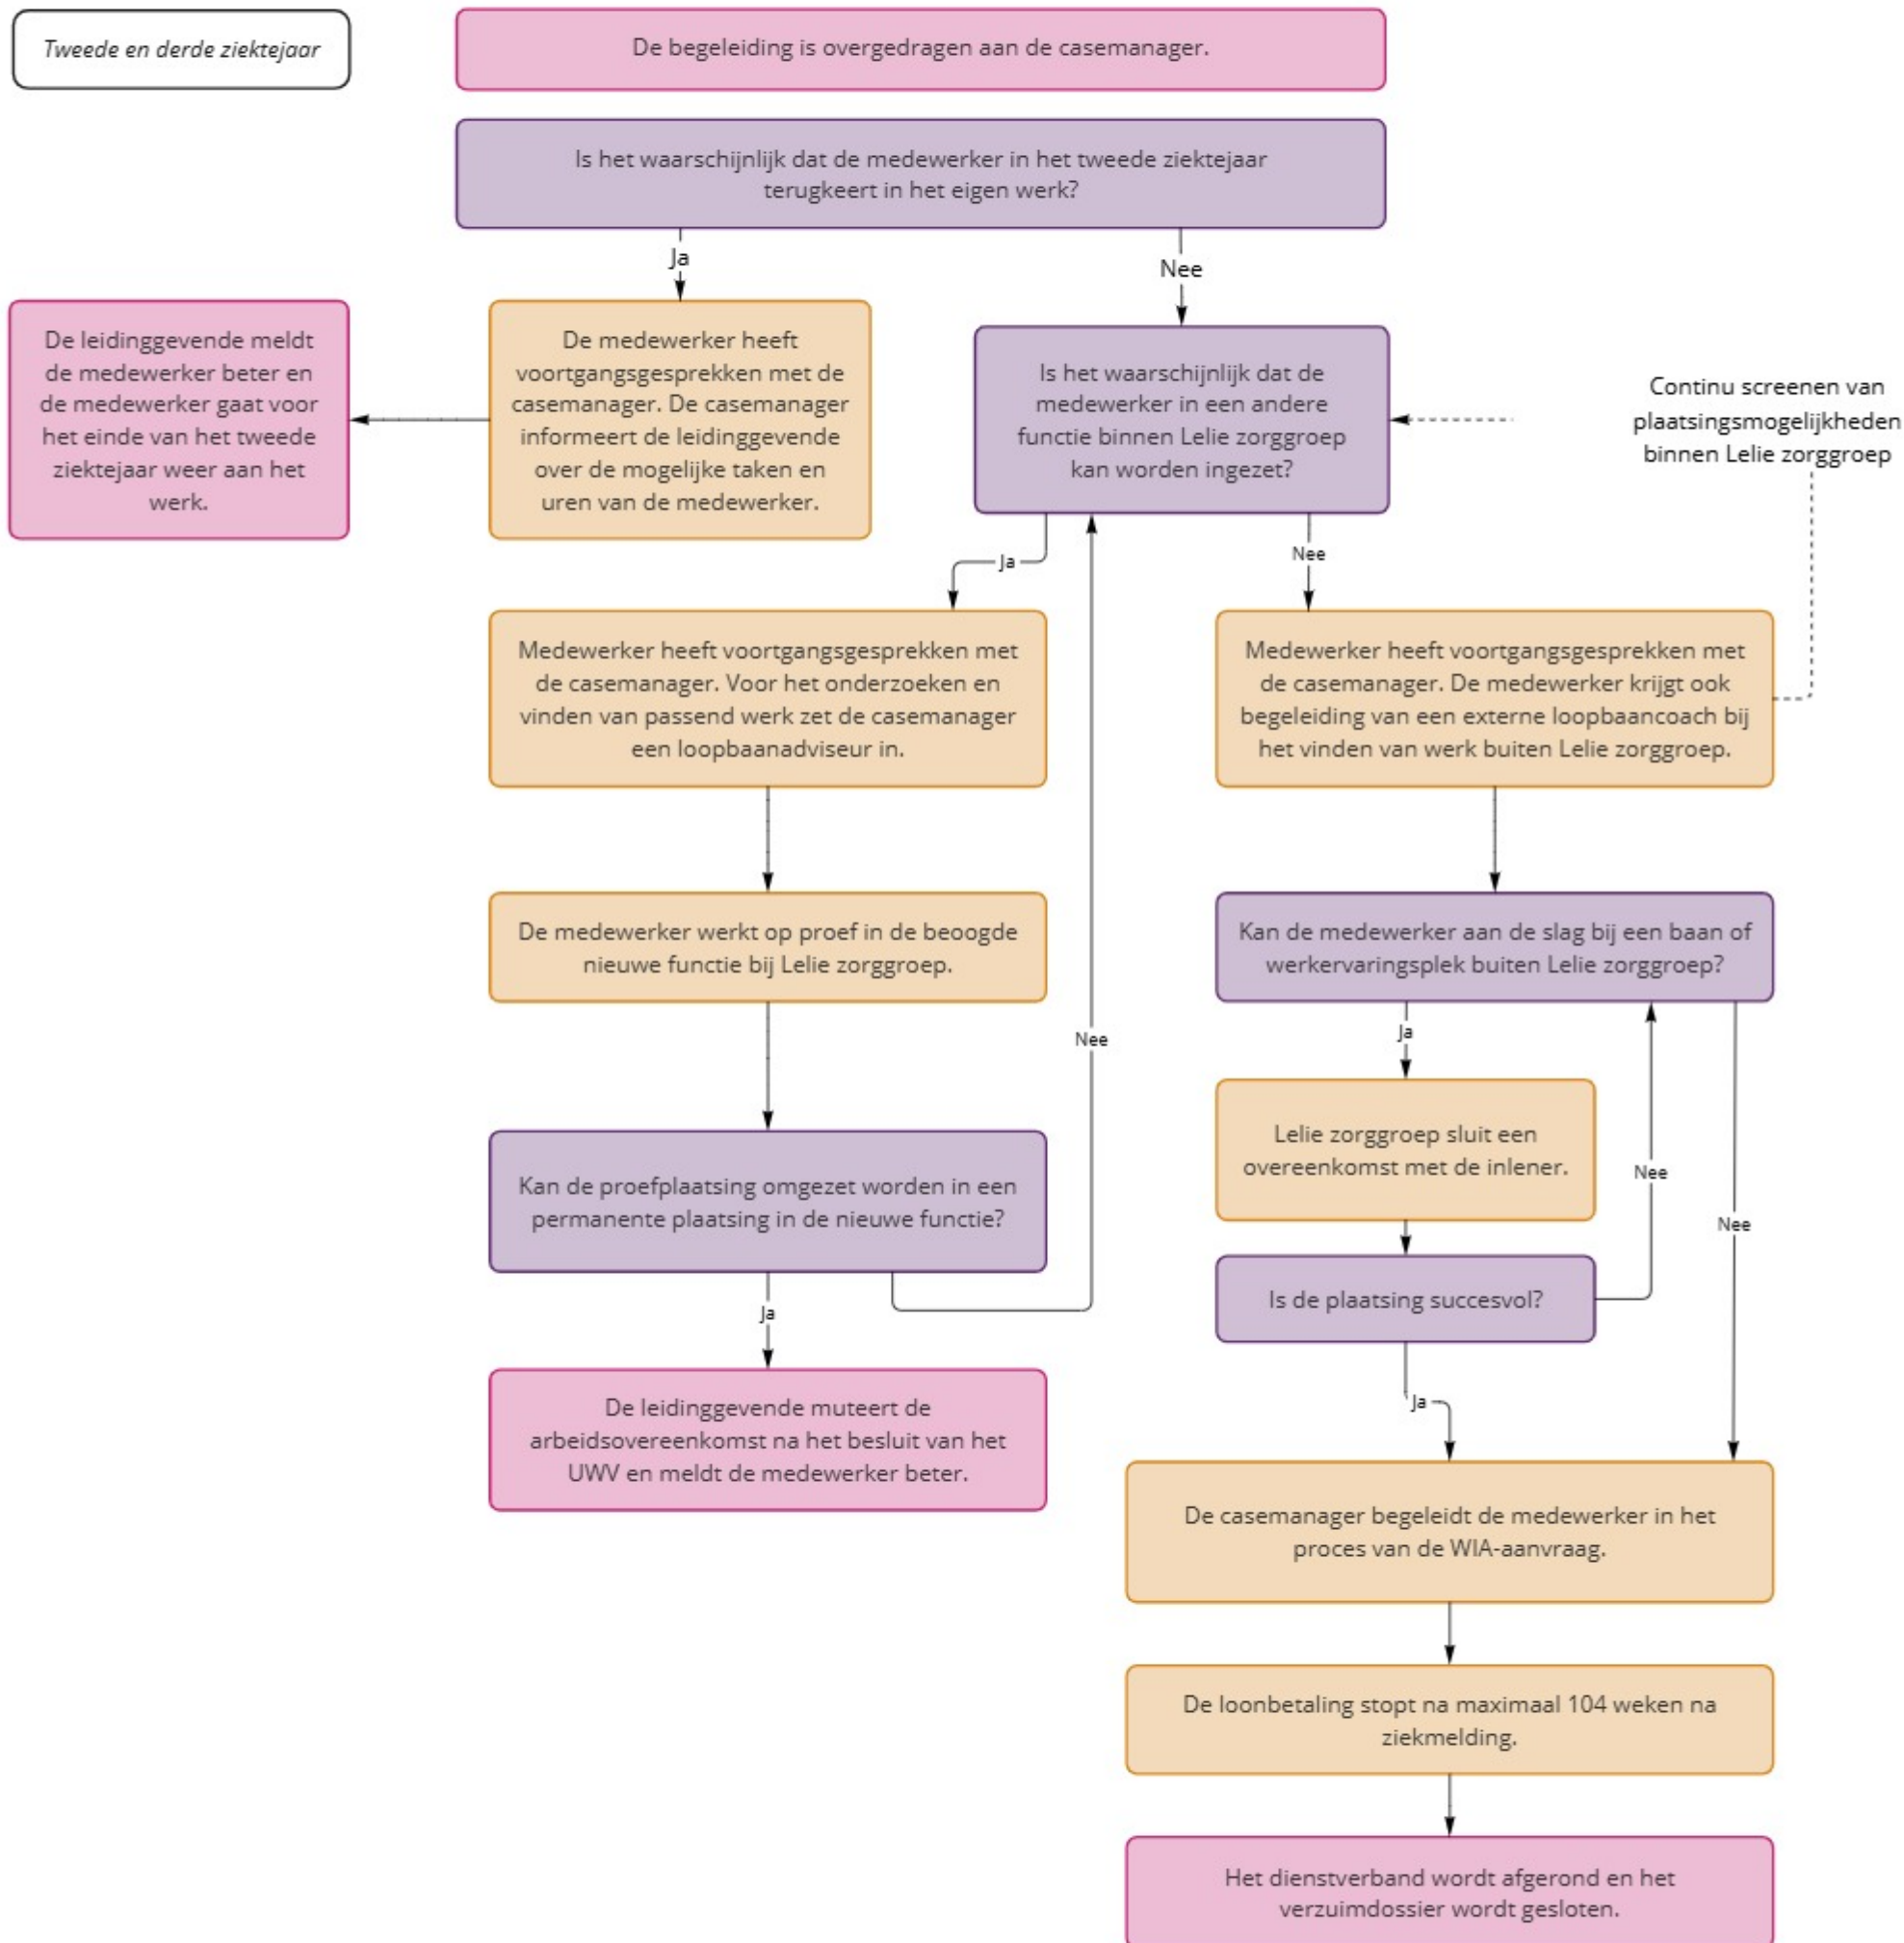 Tweede en derde ziektejaar
De begeleiding is overgedragen aan de casemanager.
Is het waarschijnlijk dat de medewerker in het tweede ziektejaar
terugkeert in het eigen werk?
Ja
Nee
De leidinggevende meldt
de medewerker beter en
de medewerker gaat voor
het einde van het tweede
ziektejaar weer aan het
werk.
De medewerker heeft
voortgangsgesprekken met de
casemanager. De casemanager
informeert de leidinggevende
over de mogelijke taken en
uren van de medewerker.
Is het waarschijnlijk dat de
medewerker in een andere
functie binnen Lelie zorggroep
kan worden ingezet?
Continu screenen van
plaatsingsmogelijkheden
binnen Lelie zorggroep
Ja
Nee
Medewerker heeft voortgangsgesprekken met
de casemanager. Voor het onderzoeken en
vinden van passend werk zet de casemanager
een loopbaanadviseur in.
Medewerker heeft voortgangsgesprekken met
de casemanager. De medewerker krijgt ook
begeleiding van een externe loopbaancoach bij
het vinden van werk buiten Lelie zorggroep.
De medewerker werkt op proef in de beoogde
nieuwe functie bij Lelie zorggroep.
Kan de medewerker aan de slag bij een baan of
werkervaringsplek buiten Lelie zorggroep?
Nee
Ja
Lelie zorggroep sluit een
overeenkomst met de inlener.
Nee
Nee
Kan de proefplaatsing omgezet worden in een
permanente plaatsing in de nieuwe functie?
Is de plaatsing succesvol?
Ja
Ja
De leidinggevende muteert de
arbeidsovereenkomst na het besluit van het
UWV en meldt de medewerker beter.
De casemanager begeleidt de medewerker in het
proces van de WIA-aanvraag.
De loonbetaling stopt na maximaal 104 weken na
ziekmelding.
Het dienstverband wordt afgerond en het
verzuimdossier wordt gesloten.